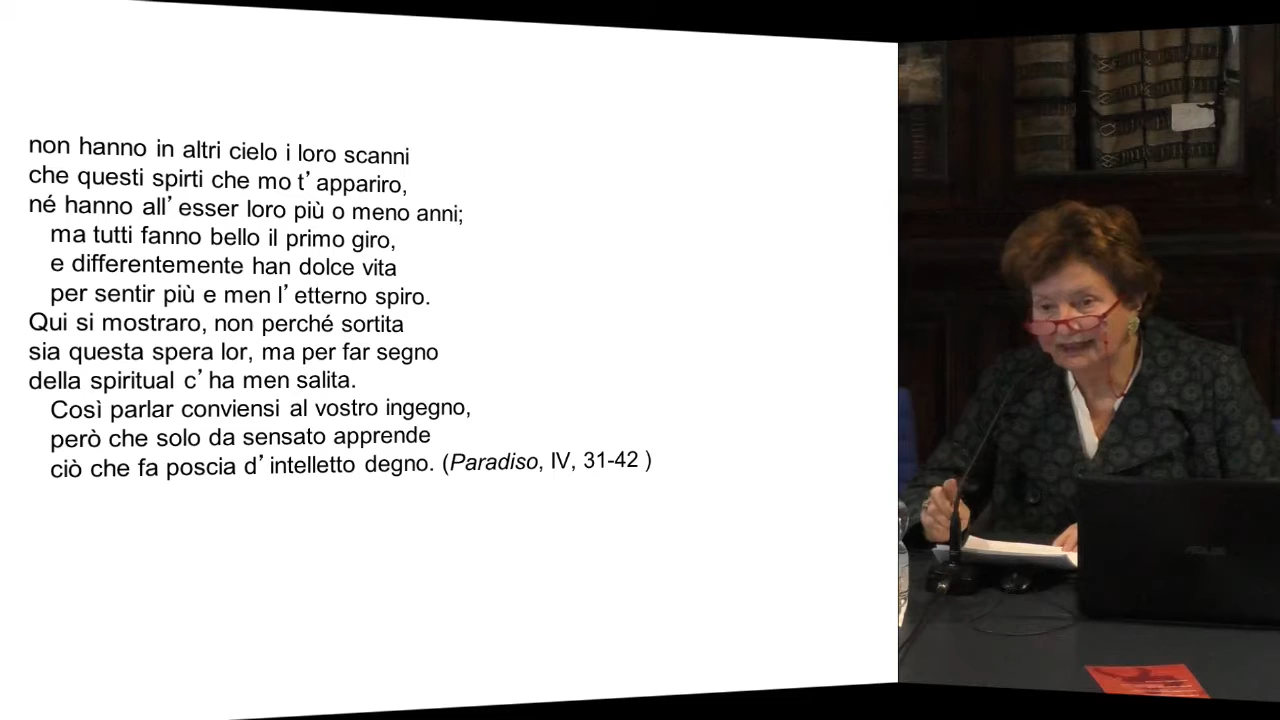 non hanno in altri cielo i loro scanni
che questi spirti che mo t’ appariro,
né hanno all’ esser loro più o meno anni;
ma tutti fanno bello il primo giro,
e differentemente han dolce vita
per sentir più e men l’ etterno spiro.
Qui si mostraro, non perché sortita
sia questa spera lor, ma per far segno
della spiritual c’ ha men salita.
Così parlar conviensi al vostro ingegno,
però che solo da sensato apprende
ciò che fa poscia d’ intelletto degno. (Paradiso, IV, 31-42 )
ASUS